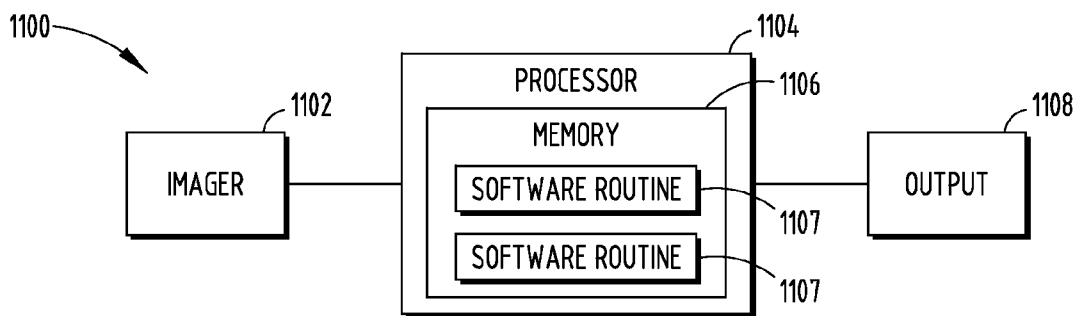 1100
1102
IMAGER
1104
PROCESSOR
1106
MEMORY
SOFTWARE ROUTINE
1107
SOFTWARE ROUTINE
1107
1108
OUTPUT